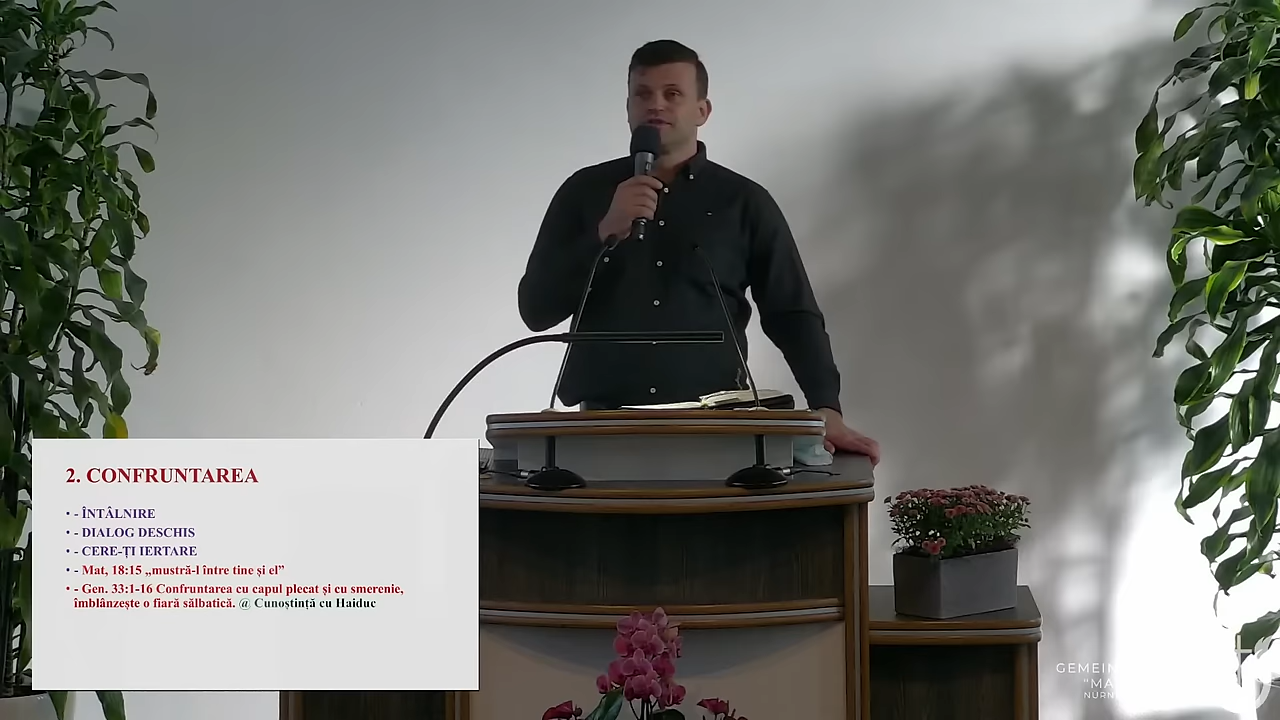 2. CONFRUNTAREA
• - ÎNTÂLNIRE
• - DIALOG DESCHIS
• - CERE-ȚI IERTARE
• - Mat, 18:15 „mustră-l între tine și el”
• - Gen. 33:1-16 Confruntarea cu capul plecat și cu smerenie,
îmblânzește o fiară sălbatică. @ Cunoștință cu Haiduc